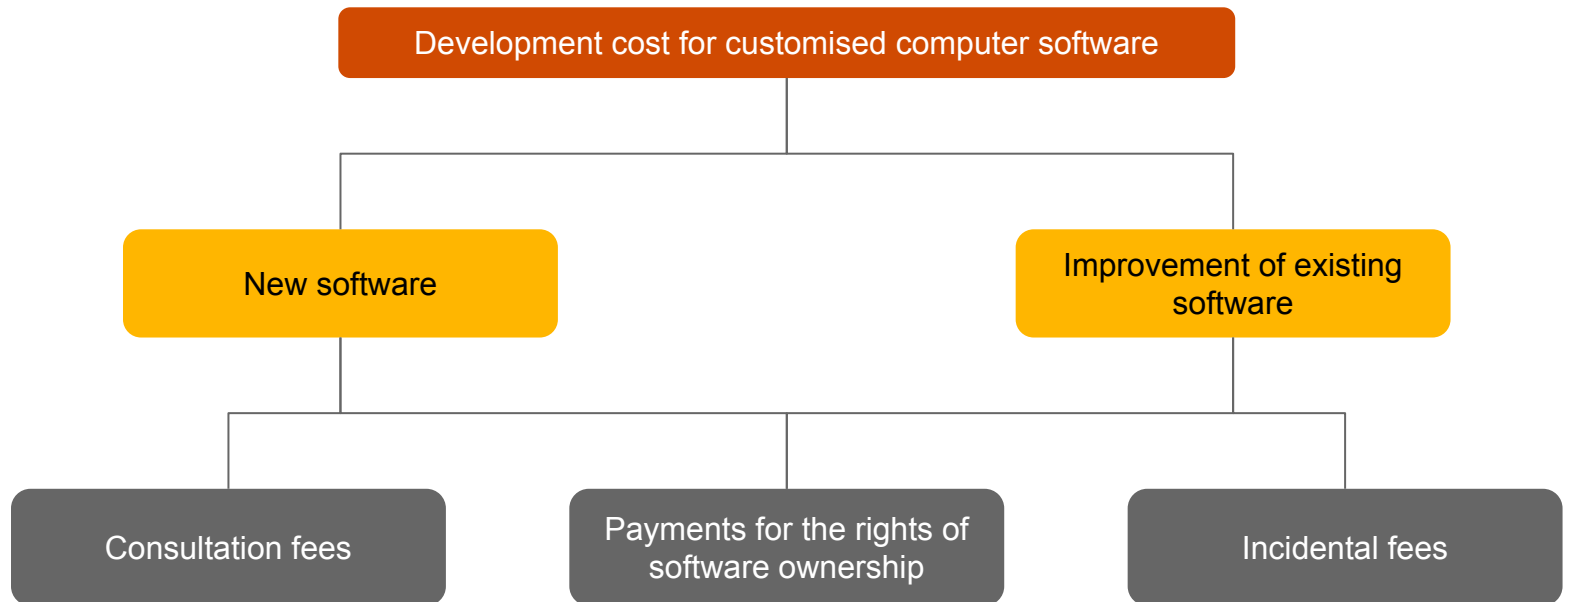 Development cost for customised computer software
New software
Improvement of existing
software
Consultation fees
Payments for the rights of
software ownership
Incidental fees